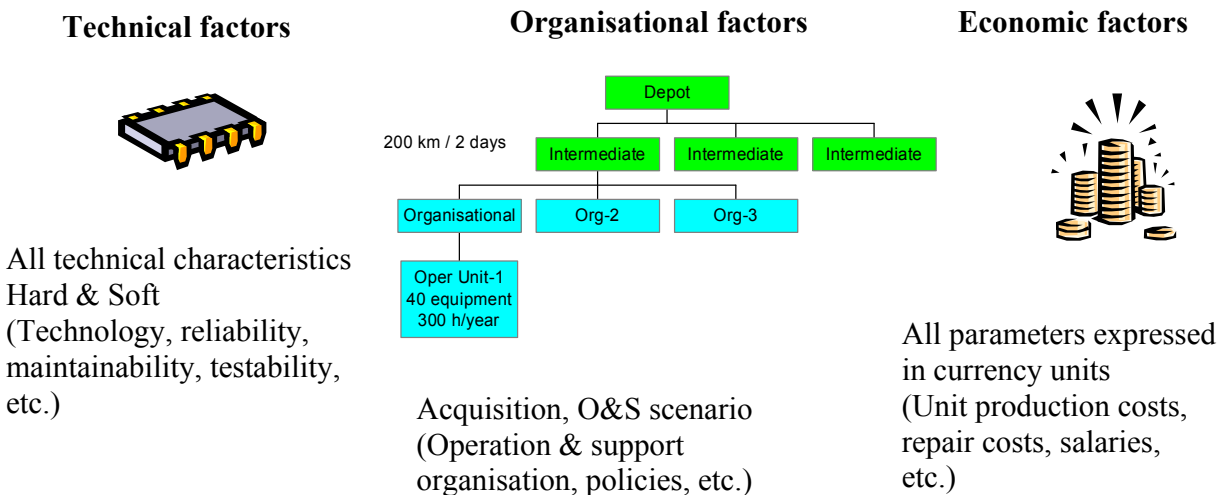 Technical factors
Organisational factors
Economic factors
Depot
200 km / 2 days
Intermediate
Intermediate
Intermediate
Organisational
Org-2
Org-3
Oper Unit-1
40 equipment
300 h/year
All technical characteristics
Hard & Soft
(Technology, reliability,
maintainability, testability,
etc.)
Acquisition, O&S scenario
(Operation & support
organisation, policies, etc.)
All parameters expressed
in currency units
(Unit production costs,
repair costs, salaries,
etc.)